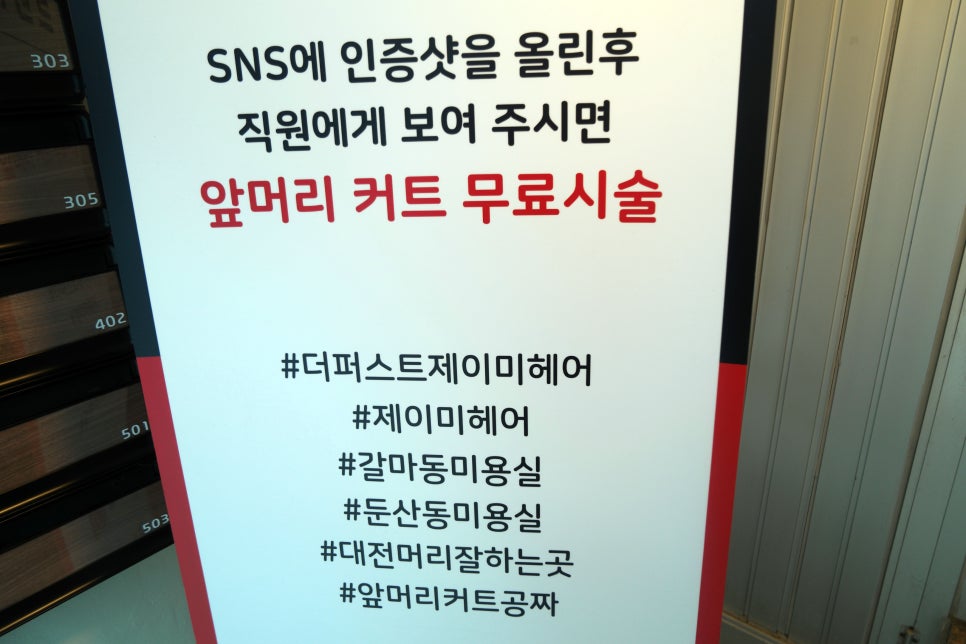 SNS에 인증샷을 올린후
직원에게 보여 주시면
앞머리 커트 무료시술
#더퍼스트제이미헤어
#제이미헤어
#갈마동미용실
#둔산동미용실
#대전머리잘하는곳
#앞머리커트공짜
303
305
402
501
503